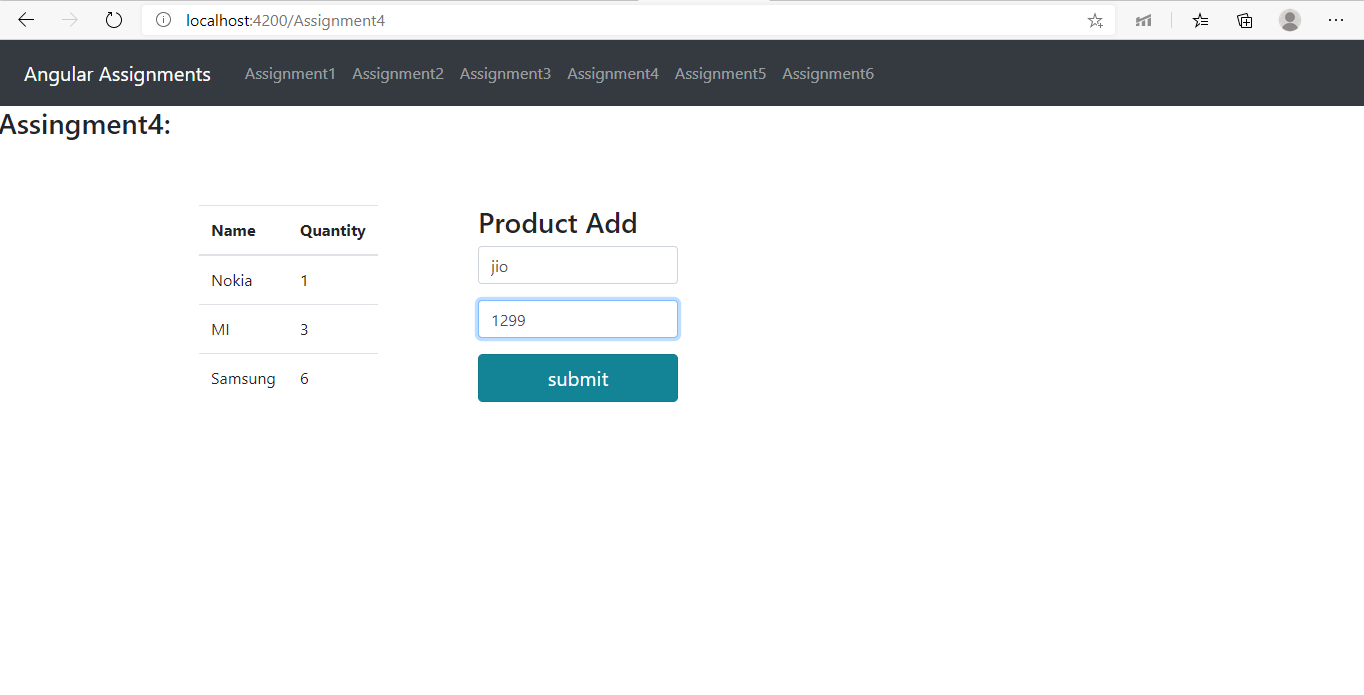 localhost:4200/Assignment4
Angular Assignments Assignment1 Assignment2 Assignment3 Assignment4 Assignment5 Assignment6
Assingment4:
Name Quantity
Nokia 1
MI 3
Samsung 6
Product Add
jio
1299
submit